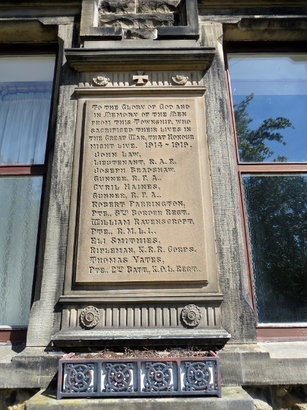 To the Glory of God and
in Memory of the Men
from this Township, who
sacrificed their lives in
the Great War, that Honour
might live. 1914-1919.
John Law,
Lieutenant, R.A.F.
Joseph Bradshaw,
Gunner, R.F.A.
Cyril Haines,
Gunner, R.F.A.
Robert Parrington,
Pte., 8th Border Regt.
William Ravenscroft,
Pte., R.M.L.I.
Eli Smithies,
Rifleman, K.R.R. Corps.
Thomas Yates,
Pte., 2nd Batt., K.O.L. Regt.